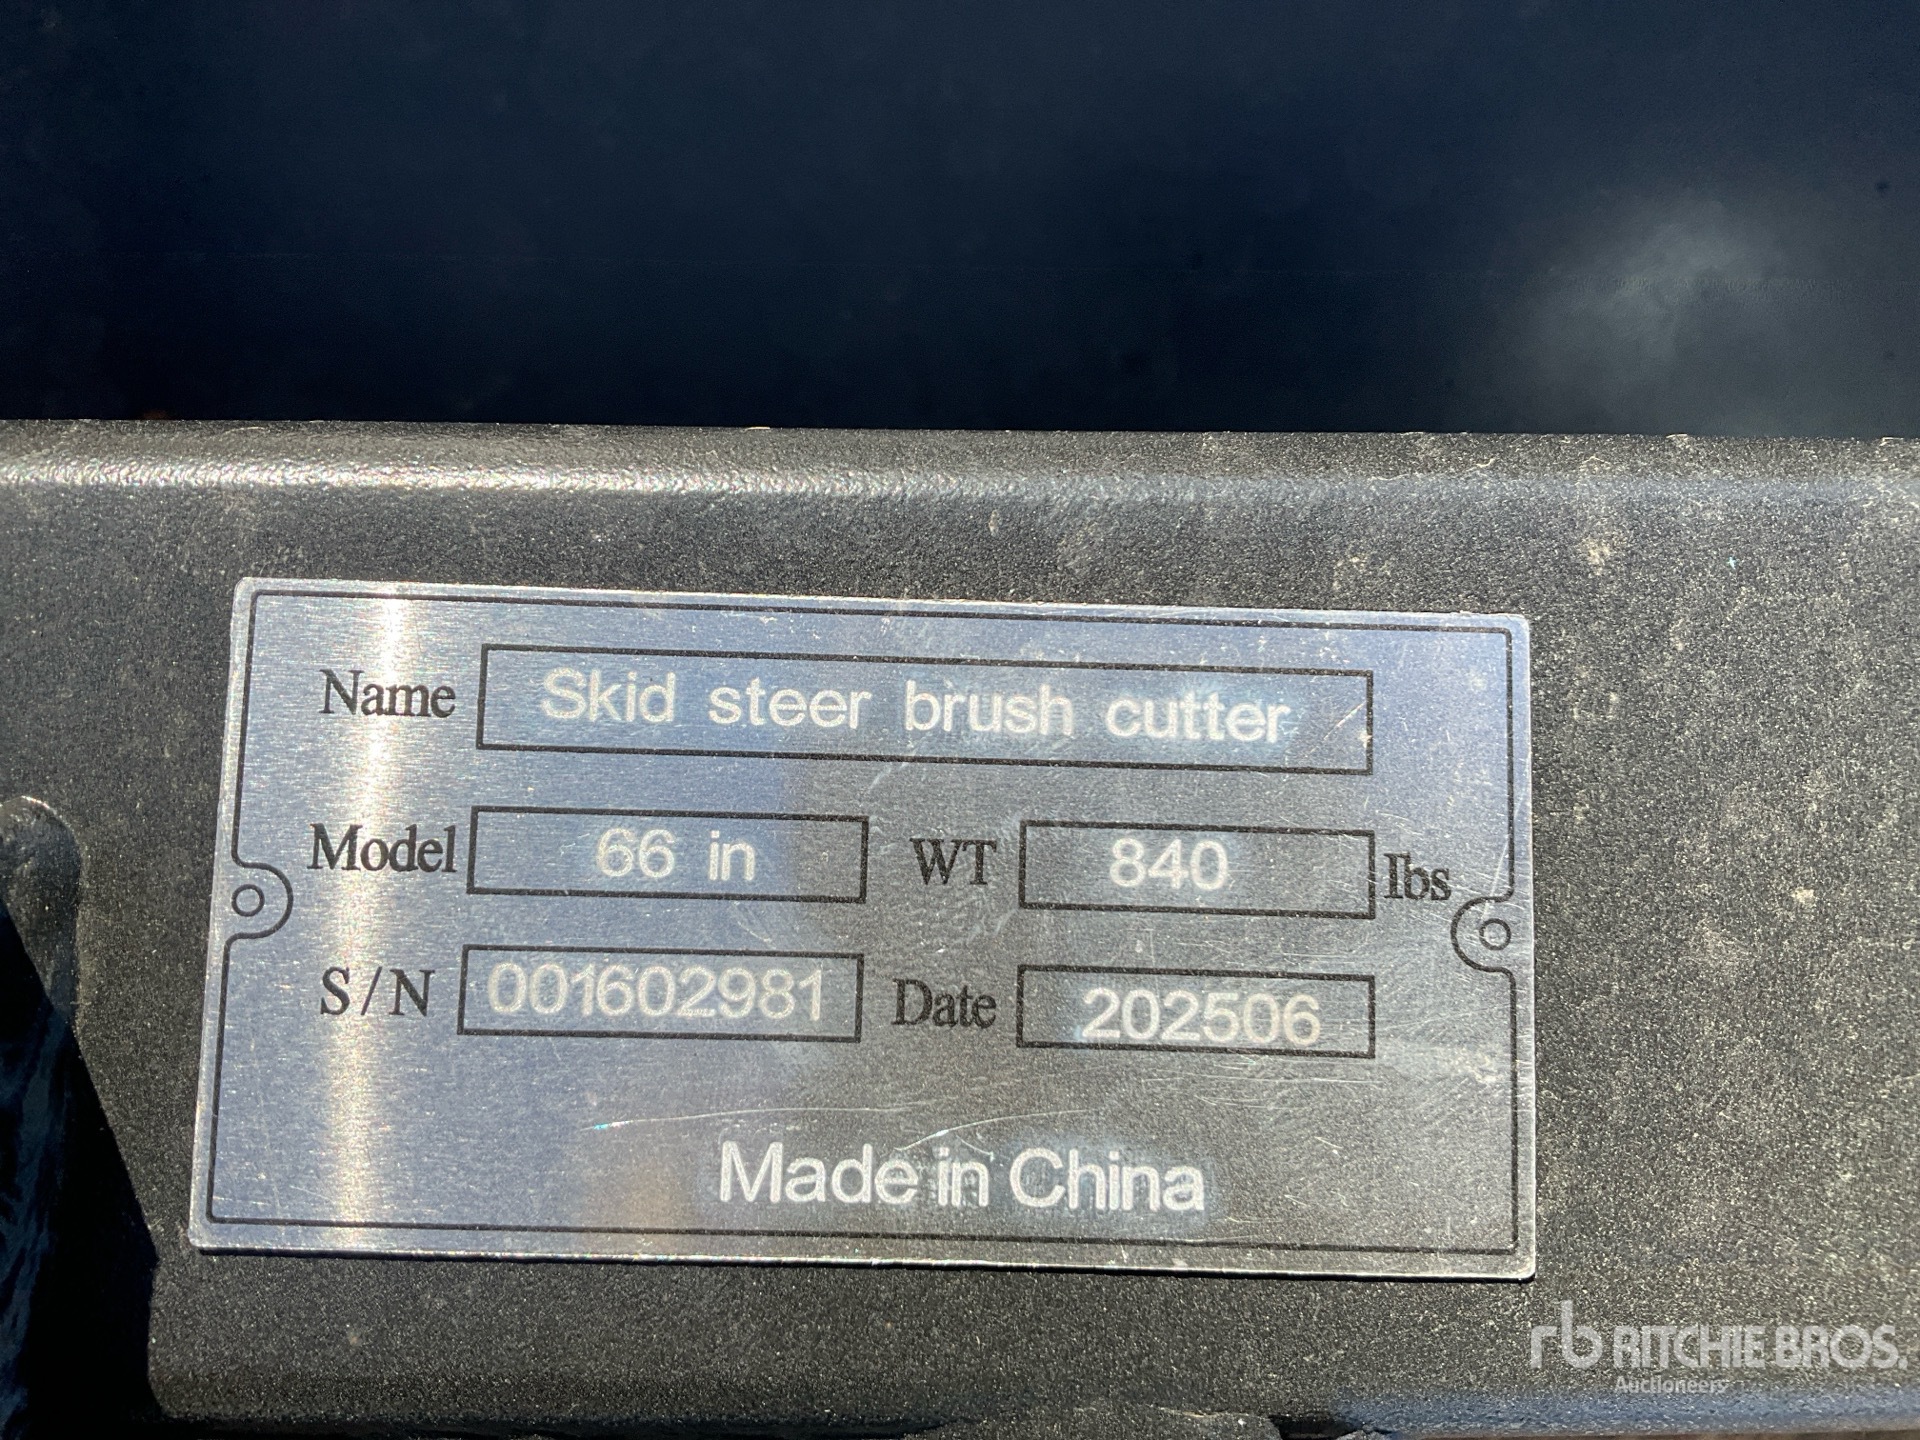 Name Skid steer brush cutter
Model 66 in WT 840 lbs
S/N 001602981 Date 202506
Made in China
rb RITCHIE BROS.
Auctioneers